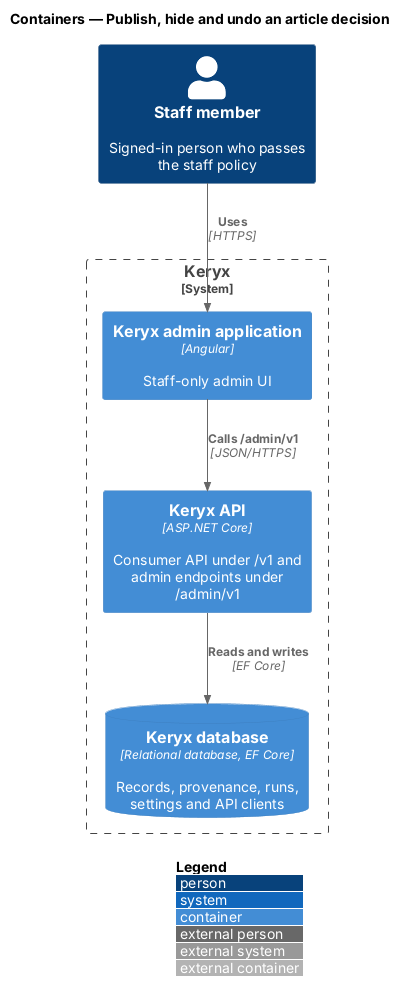 Containers — Publish, hide and undo an article decision
Staff member
Signed-in person who passes
the staff policy
Uses
[HTTPS]
Keryx
[System]
Keryx admin application
[Angular]
Staff-only admin UI
Calls /admin/v1
[JSON/HTTPS]
Keryx API
[ASP.NET Core]
Consumer API under /v1 and
admin endpoints under
/admin/v1
Reads and writes
[EF Core]
Keryx database
[Relational database, EF Core]
Records, provenance, runs,
settings and API clients
Legend
person
system
container
external person
external system
external container